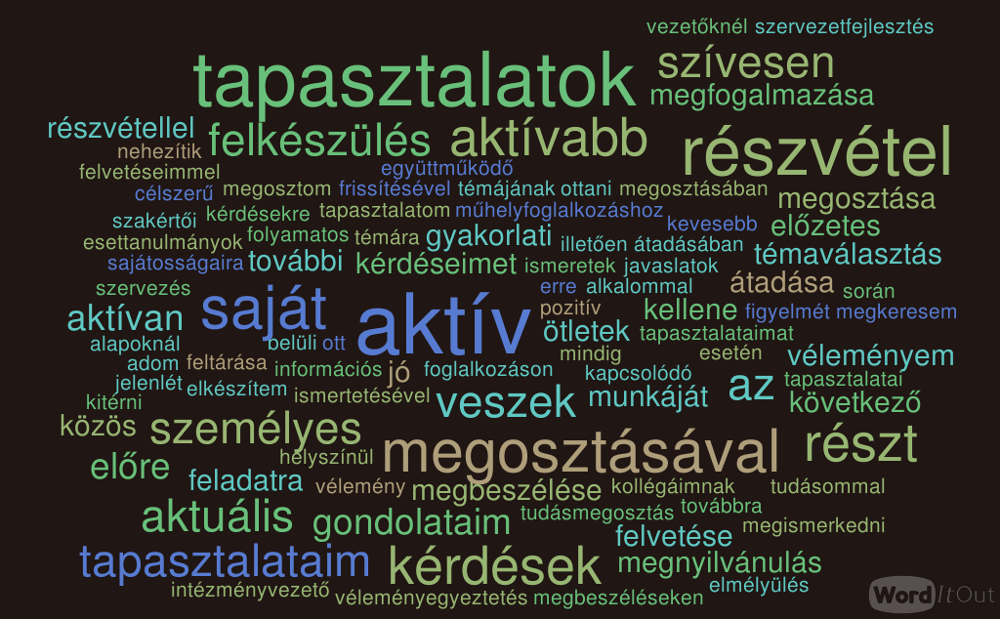 vezetőknél szervezetfejlesztés
tapasztalatok szívesen
megfogalmazása
részvétellel felkészülés aktívabb részvétel
nehezítik
felvetéseimmel együttműködő
célszerű megosztom frissítésével témájának ottani megosztásában megosztása
szakértői kérdésekre tapasztalatom műhelyfoglalkozáshoz kevesebb előzetes
esettanulmányok folyamatos témára gyakorlati illetően átadásában témaválasztás
sajátosságaira további kérdéseimet ismeretek javaslatok
szervezés saját aktív erre alkalommal átadása során
aktívan pozitív kellene figyelmét megkeresem
alapoknál belüli ott ötletek tapasztalataimat
adom feltárása mindig esetén véleményem
jelenlét elkészítem információs jó foglalkozáson kapcsolódó az tapasztalatai
kitérni ismertetésével veszek munkáját következő
közös személyes megosztásával részt
előre helyszínül
feladatra vélemény megbeszélése kollégáimnak tudásommal
aktuális gondolataim tudásmegosztás továbbra
felvetése megismerkedni
tapasztalataim kérdések megnyilvánulás
intézményvezető véleményegyeztetés megbeszéléseken elmélyülés
WordItOut